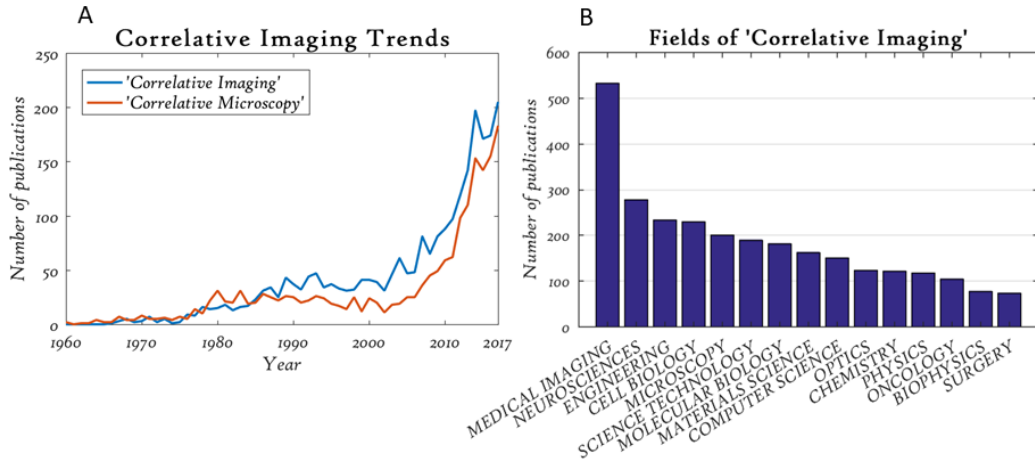 A
Correlative Imaging Trends
250
200
150
100
50
0
Number of publications
'Correlative Imaging'
'Correlative Microscopy'
1960
1970
1980
1990
2000
2010
2017
Year
B
Fields of 'Correlative Imaging'
600
500
400
300
200
100
0
Number of publications
MEDICAL IMAGING
NEUROSCIENCES
ENGINEERING
CELL BIOLOGY
MICROSCOPY
SCIENCE TECHNOLOGY
MOLECULAR BIOLOGY
MATERIALS SCIENCE
COMPUTER SCIENCE
OPTICS
CHEMISTRY
PHYSICS
ONCOLOGY
BIOPHYSICS
SURGERY